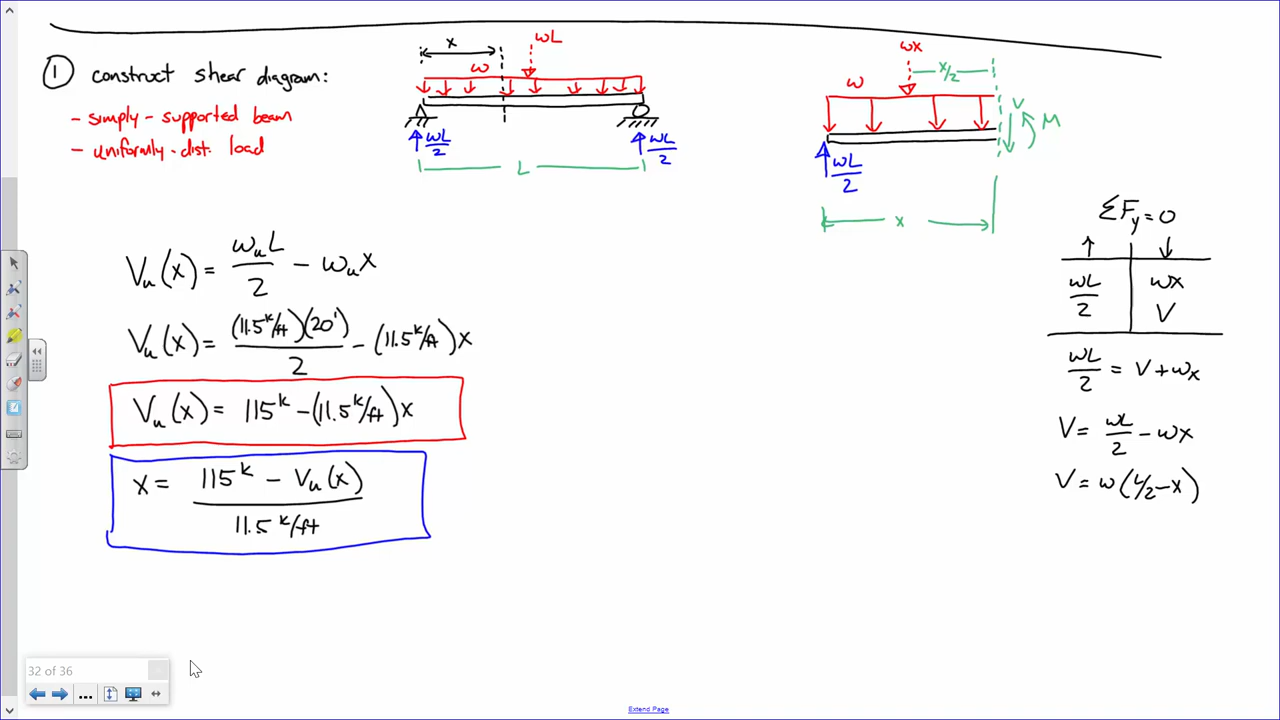 ① construct shear diagram:
- simply-supported beam
- uniformly-dist. load
x
wL
w
wL/2
wL/2
L
wx
x/2
w
V
M
wL/2
x
Vu(x) = wuL/2 - wux
Vu(x) = (11.5k/ft)(20')/2 - (11.5k/ft)x
Vu(x) = 115k - (11.5k/ft)x
x = 115k - Vu(x) / 11.5k/ft
ΣFy = 0
↑ ↓
wL/2 wx
V
wL/2 = V + wx
V = wL/2 - wx
V = w(L/2 - x)
32 of 36
Extend Page